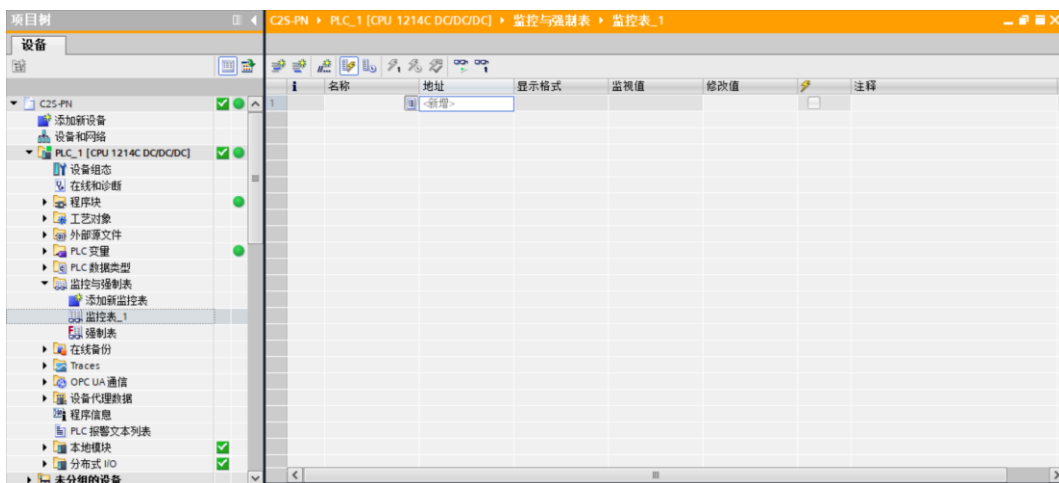 项目树
C2S-PN ▸ PLC_1 [CPU 1214C DC/DC/DC] ▸ 监控与强制表 ▸ 监控表_1
设备
i 名称 地址 显示格式 监视值 修改值 注释
1 <新增>
C2S-PN
添加新设备
设备和网络
PLC_1 [CPU 1214C DC/DC/DC]
设备组态
在线和诊断
程序块
工艺对象
外部源文件
PLC 变量
PLC 数据类型
监控与强制表
添加新监控表
监控表_1
强制表
在线备份
Traces
OPC UA 通信
设备代理数据
程序信息
PLC 报警文本列表
本地模块
分布式 I/O
未分组的设备